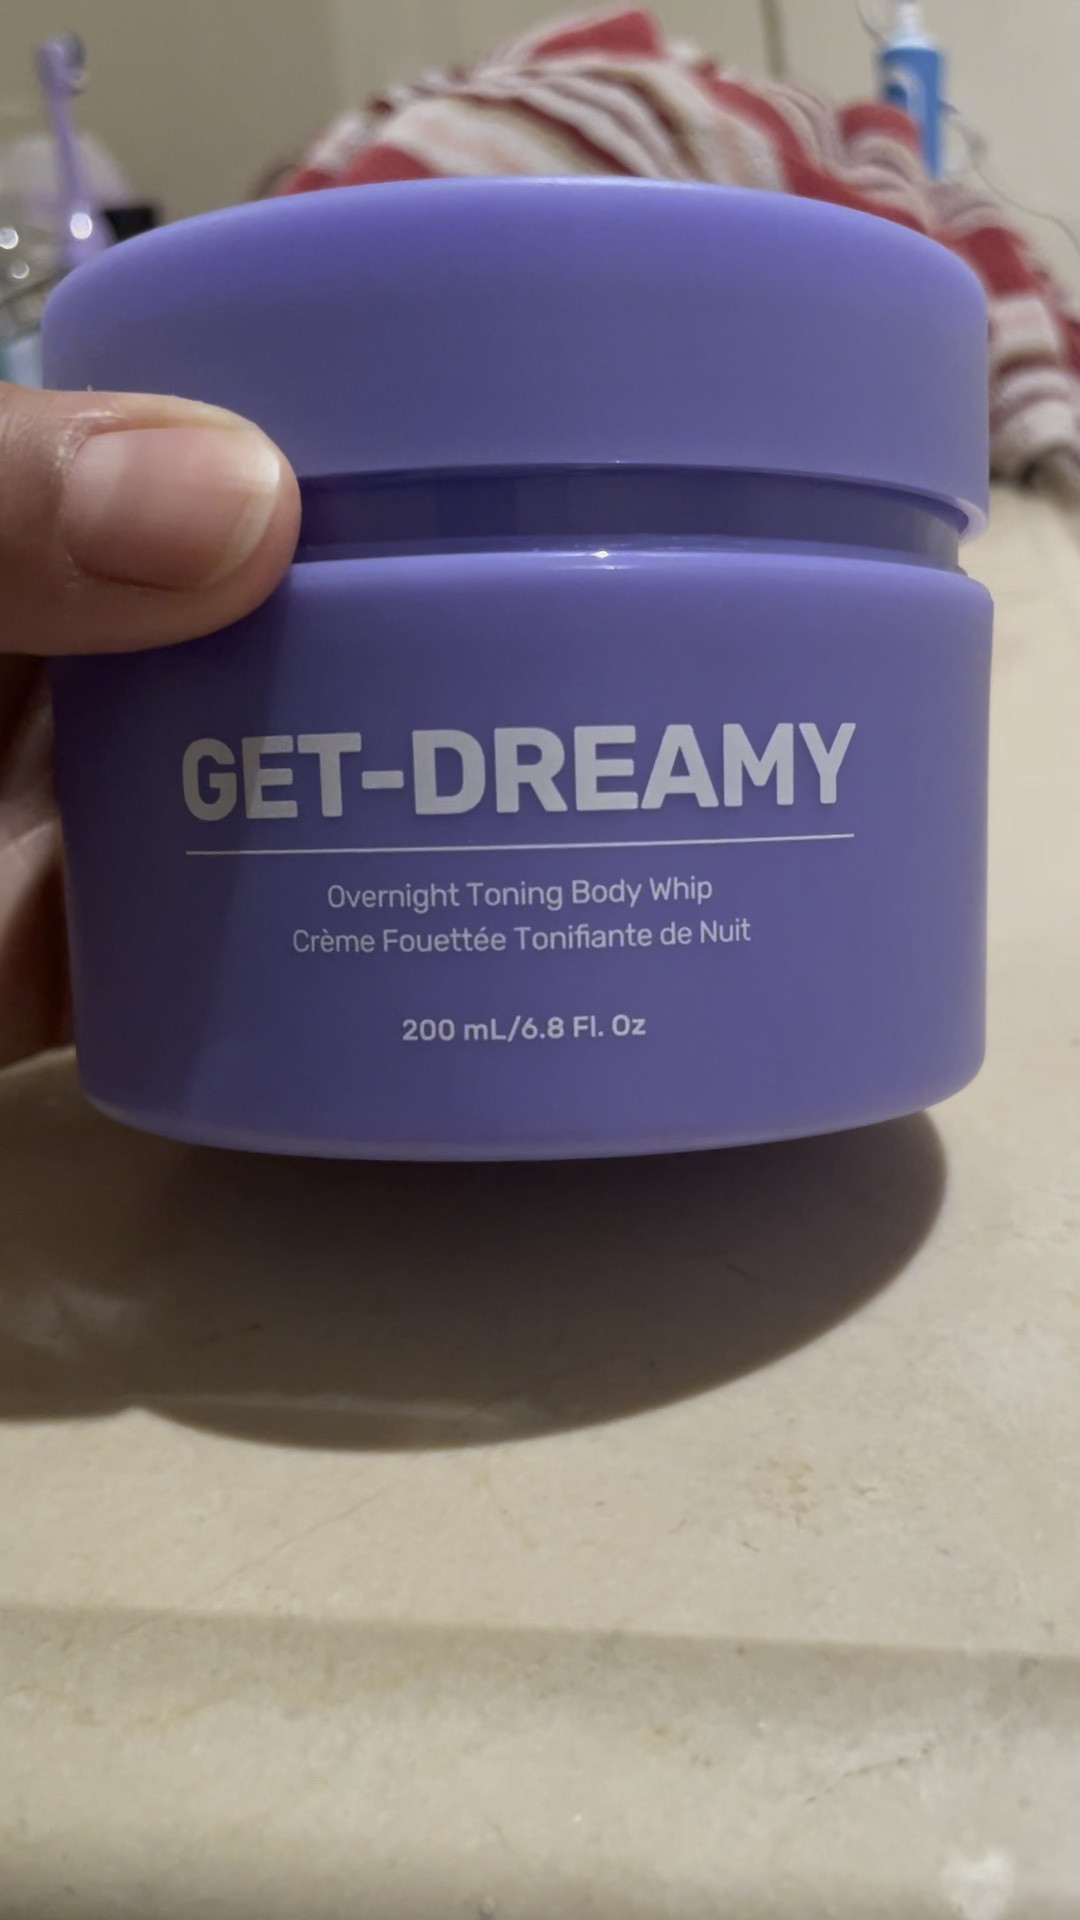 GET-DREAMY
Overnight Toning Body Whip
Crème Fouettée Tonifiante de Nuit
200 mL/6.8 Fl. Oz